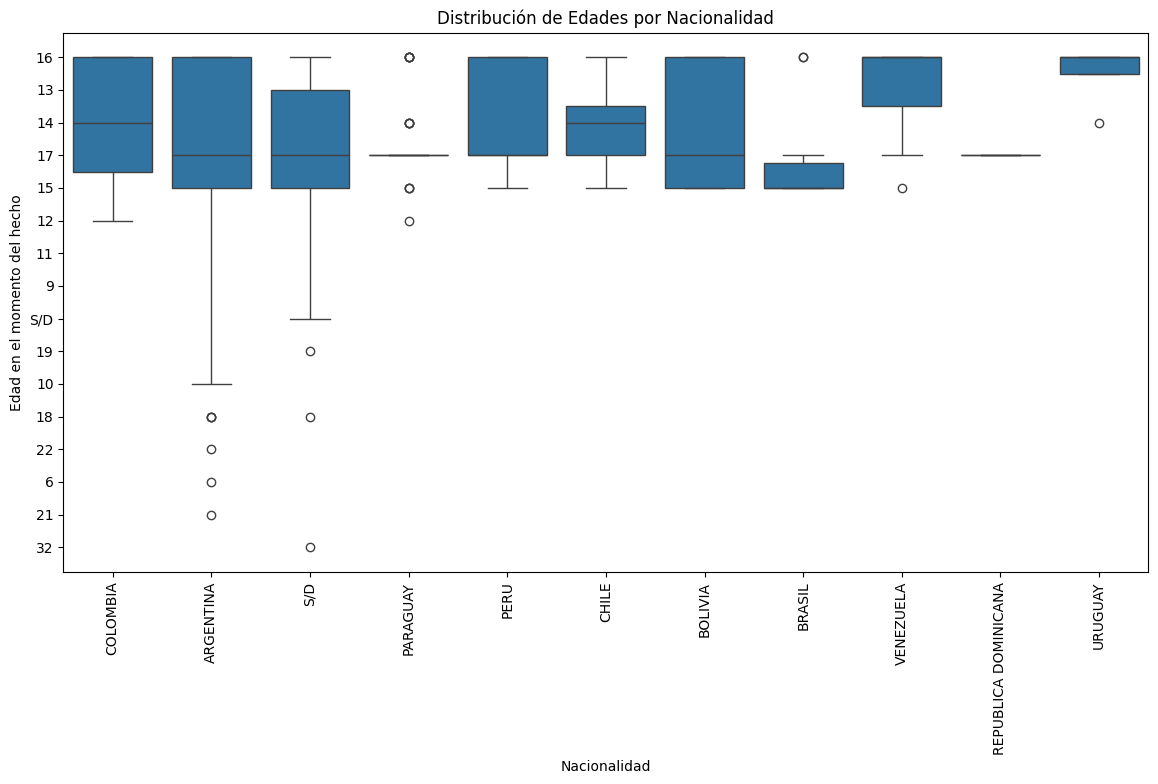 Distribución de Edades por Nacionalidad
Edad en el momento del hecho
16
13
14
17
15
12
11
9
S/D
19
10
18
22
6
21
32
COLOMBIA
ARGENTINA
S/D
PARAGUAY
PERU
CHILE
BOLIVIA
BRASIL
VENEZUELA
REPUBLICA DOMINICANA
URUGUAY
Nacionalidad